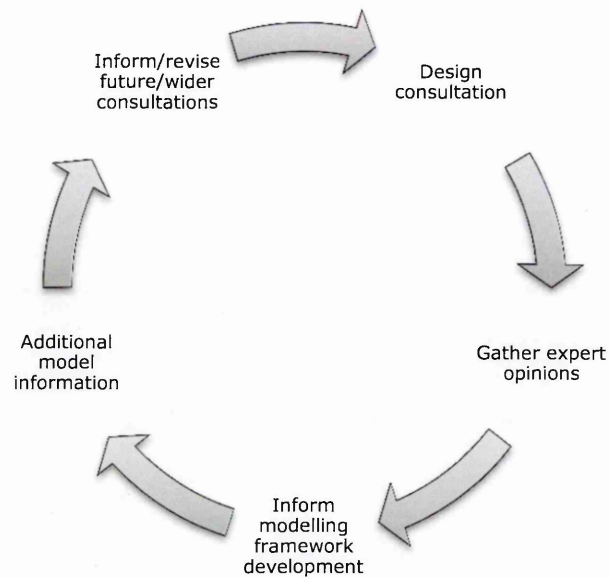 Inform/revise
future/wider
consultations
Design
consultation
Gather expert
opinions
Inform
modelling
framework
development
Additional
model
information